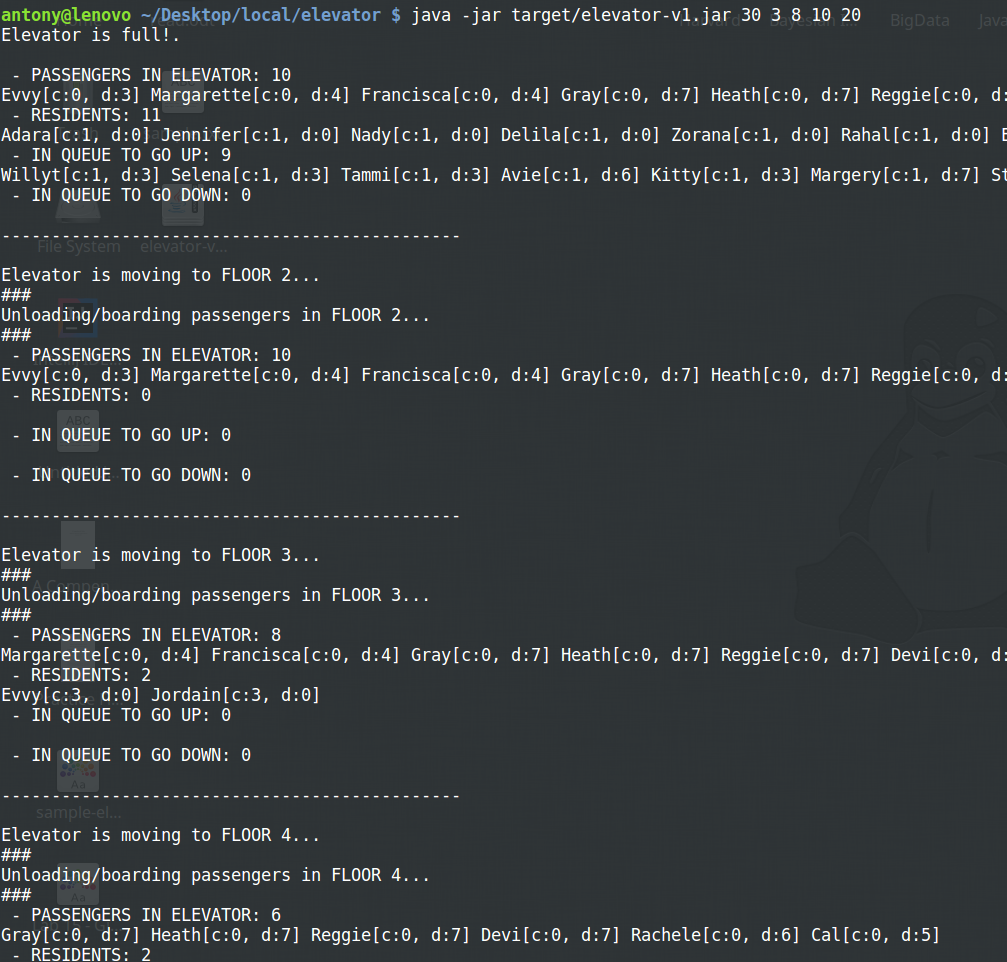 antony@lenovo ~/Desktop/local/elevator $ java -jar target/elevator-v1.jar 30 3 8 10 20
BigData
Elevator is full!.
- PASSENGERS IN ELEVATOR: 10
Evvy[c:0, d:3] Margarette[c:0, d:4] Francisca[c:0, d:4] Gray[c:0, d:7] Heath[c:0, d:7] Reggie[c:0, d:
- RESIDENTS: 11
Adara[c:1, d:0] Jennifer[c:1, d:0] Nady[c:1, d:0] Delila[c:1, d:0] Zorana[c:1, d:0] Rahal[c:1, d:0]
- IN QUEUE TO GO UP: 9
Willyt[c:1, d:3] Selena[c:1, d:3] Tammi[c:1, d:3] Avie[c:1, d:6] Kitty[c:1, d:3] Margery[c:1, d:7] St
- IN QUEUE TO GO DOWN: 0
----------------------------------------------
File System elevator-v...
Elevator is moving to FLOOR 2...
###
Unloading/boarding passengers in FLOOR 2...
###
- PASSENGERS IN ELEVATOR: 10
Evvy[c:0, d:3] Margarette[c:0, d:4] Francisca[c:0, d:4] Gray[c:0, d:7] Heath[c:0, d:7] Reggie[c:0, d:
- RESIDENTS: 0
ABC
- IN QUEUE TO GO UP: 0
- IN QUEUE TO GO DOWN: 0
----------------------------------------------
Elevator is moving to FLOOR 3...
###
A Compen
Unloading/boarding passengers in FLOOR 3...
###
- PASSENGERS IN ELEVATOR: 8
Margarette[c:0, d:4] Francisca[c:0, d:4] Gray[c:0, d:7] Heath[c:0, d:7] Reggie[c:0, d:7] Devi[c:0, d:
- RESIDENTS: 2
Evvy[c:3, d:0] Jordain[c:3, d:0]
- IN QUEUE TO GO UP: 0
- IN QUEUE TO GO DOWN: 0
Aa
----------------------------------------------
sample-el...
Elevator is moving to FLOOR 4...
###
Unloading/boarding passengers in FLOOR 4...
Aa
###
- PASSENGERS IN ELEVATOR: 6
Gray[c:0, d:7] Heath[c:0, d:7] Reggie[c:0, d:7] Devi[c:0, d:7] Rachele[c:0, d:6] Cal[c:0, d:5]
- RESIDENTS: 2